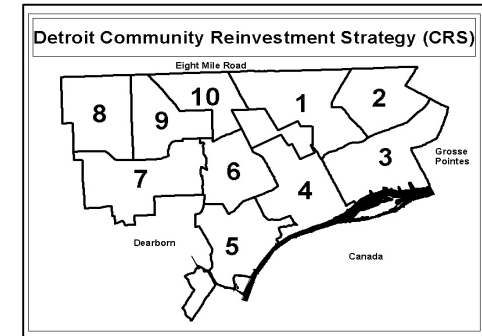 Detroit Community Reinvestment Strategy (CRS)
Eight Mile Road
10
1
2
8
9
3
Grosse
Pointes
7
6
4
Dearborn
5
Canada